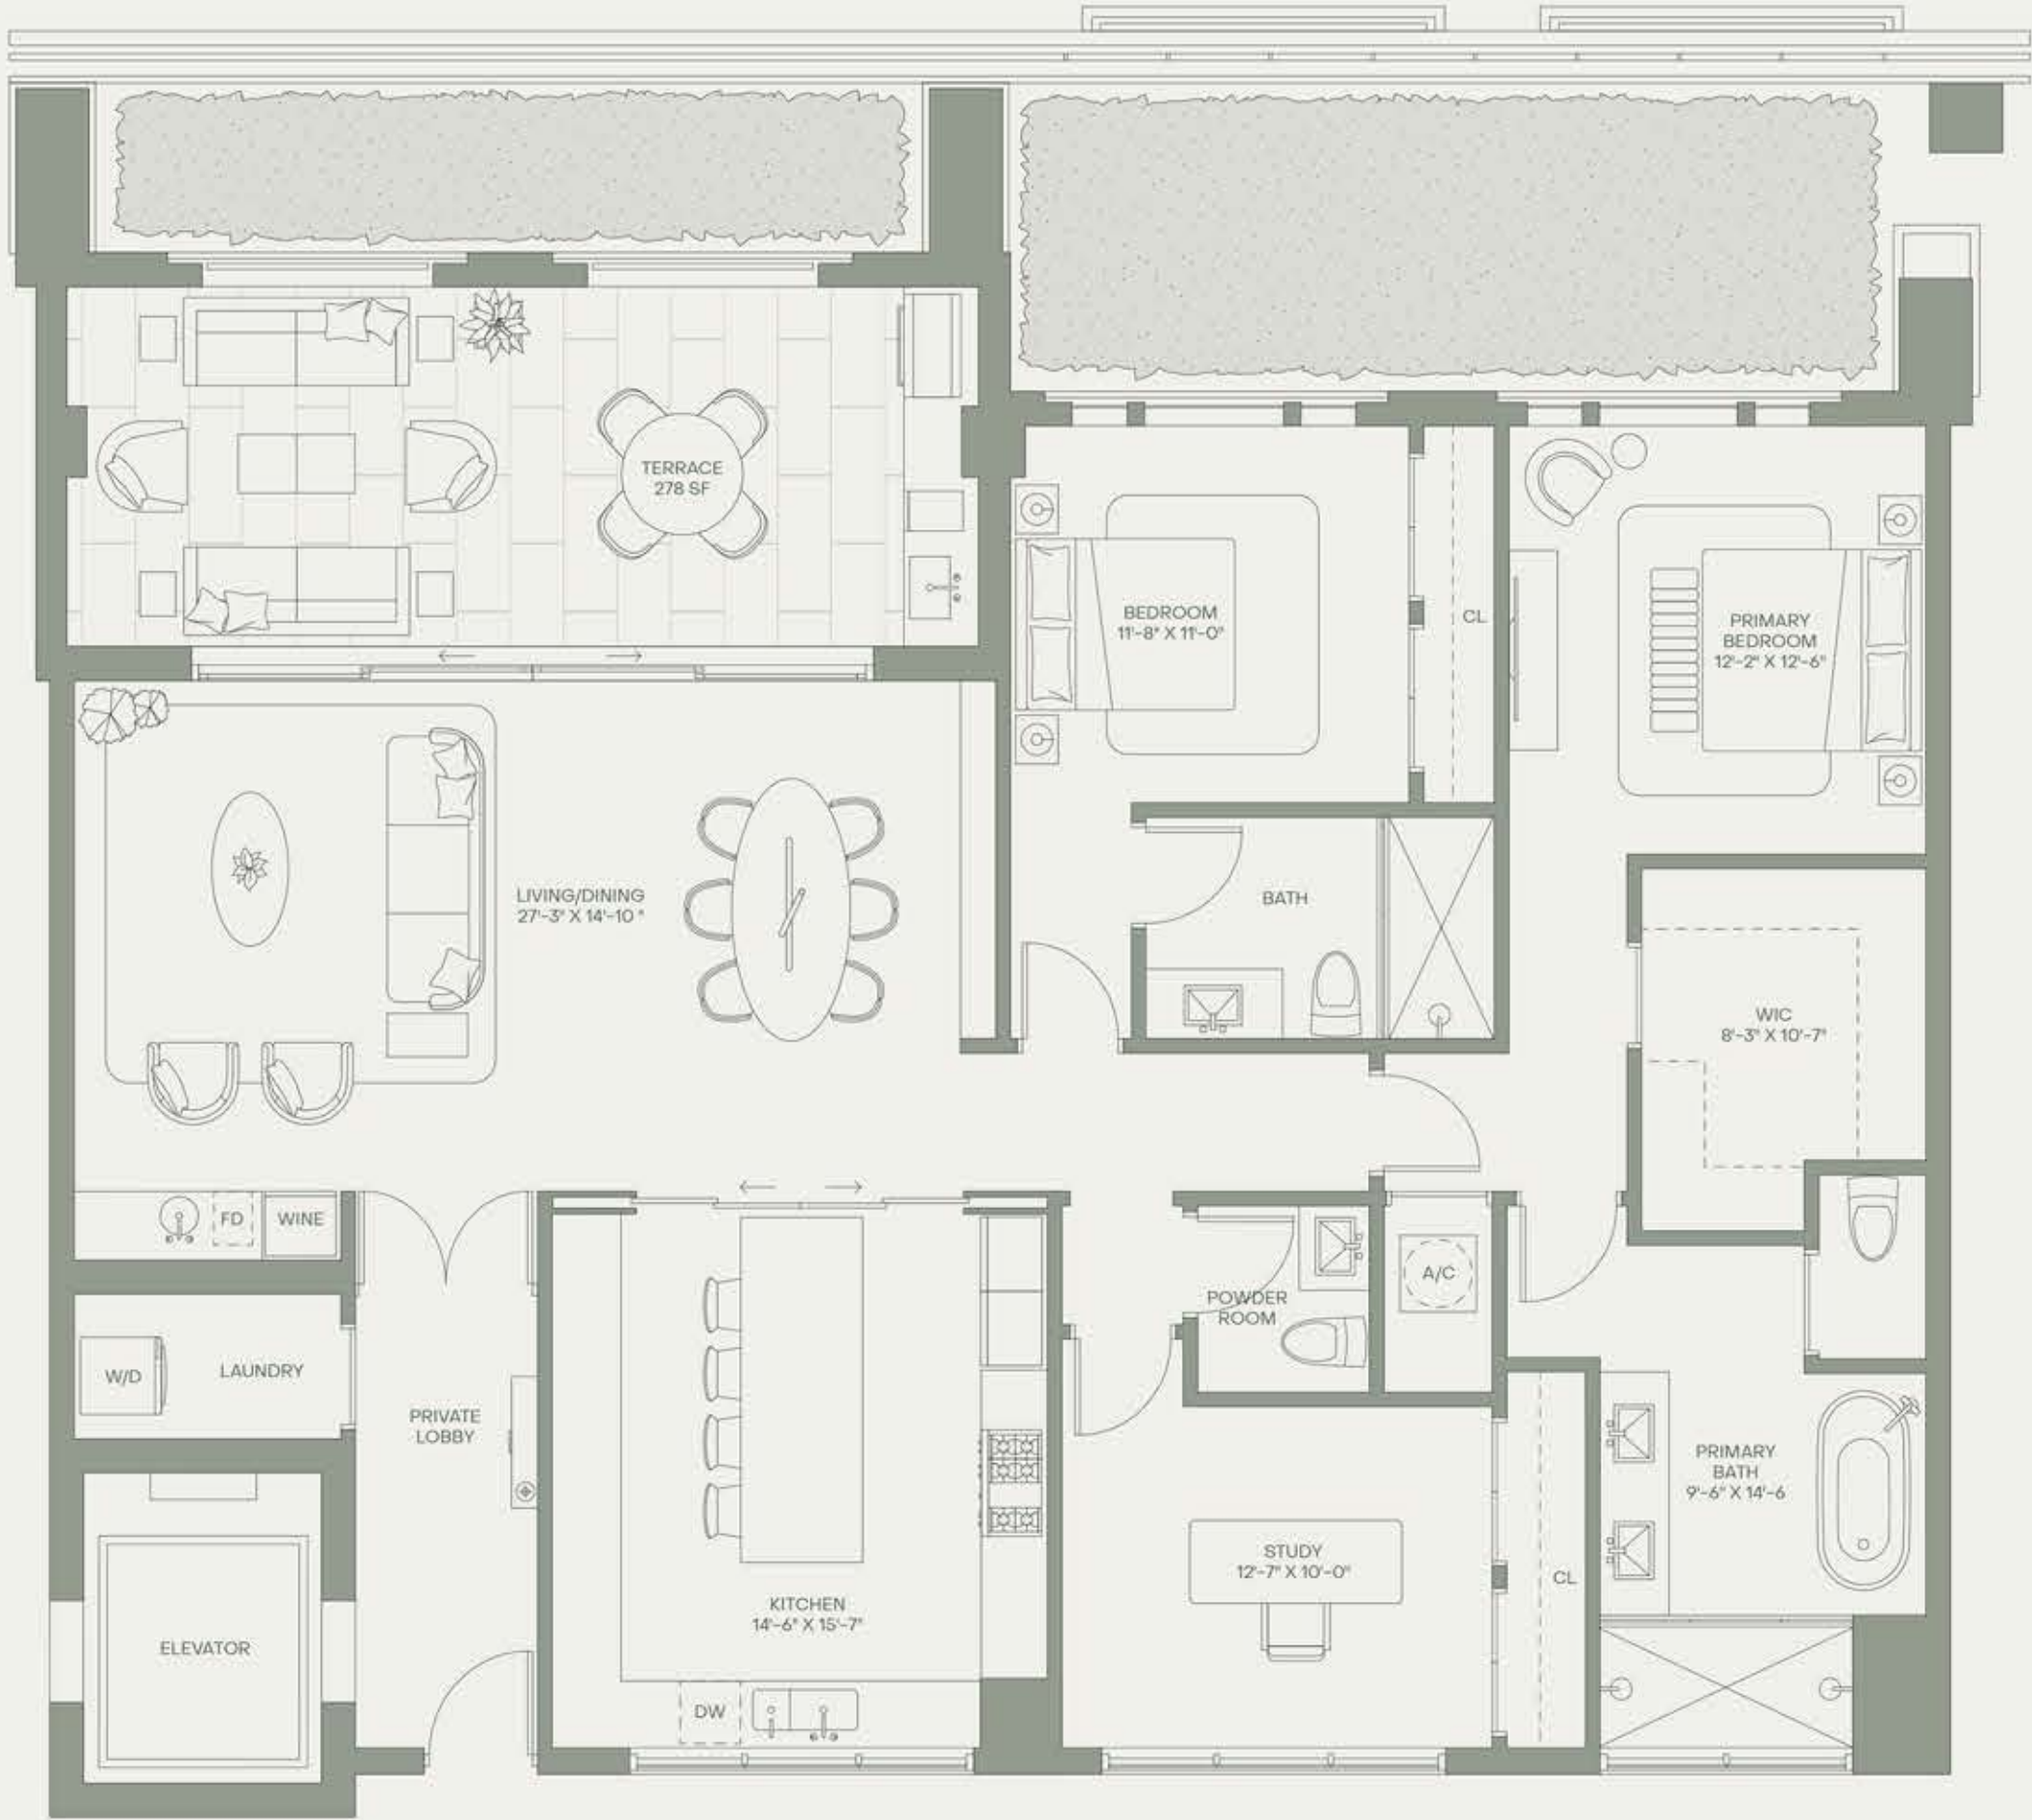 TERRACE
278 SF
BEDROOM
11'-8" X 11'-0"
CL
PRIMARY
BEDROOM
12'-2" X 12'-6"
LIVING/DINING
27'-3" X 14'-10 "
BATH
WIC
8'-3" X 10'-7"
FD
WINE
A/C
POWDER
ROOM
W/D
LAUNDRY
PRIVATE
LOBBY
PRIMARY
BATH
9'-6" X 14'-6
STUDY
12'-7" X 10'-0"
CL
KITCHEN
14'-6" X 15'-7"
ELEVATOR
DW